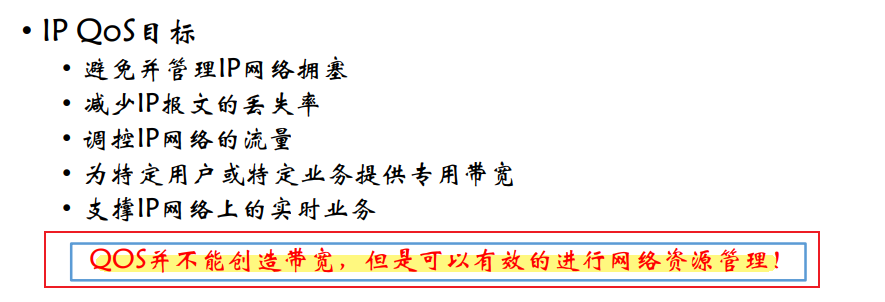 • IP QoS目标
• 避免并管理IP网络拥塞
• 减少IP报文的丢失率
• 调控IP网络的流量
• 为特定用户或特定业务提供专用带宽
• 支撑IP网络上的实时业务
QOS并不能创造带宽，但是可以有效的进行网络资源管理！